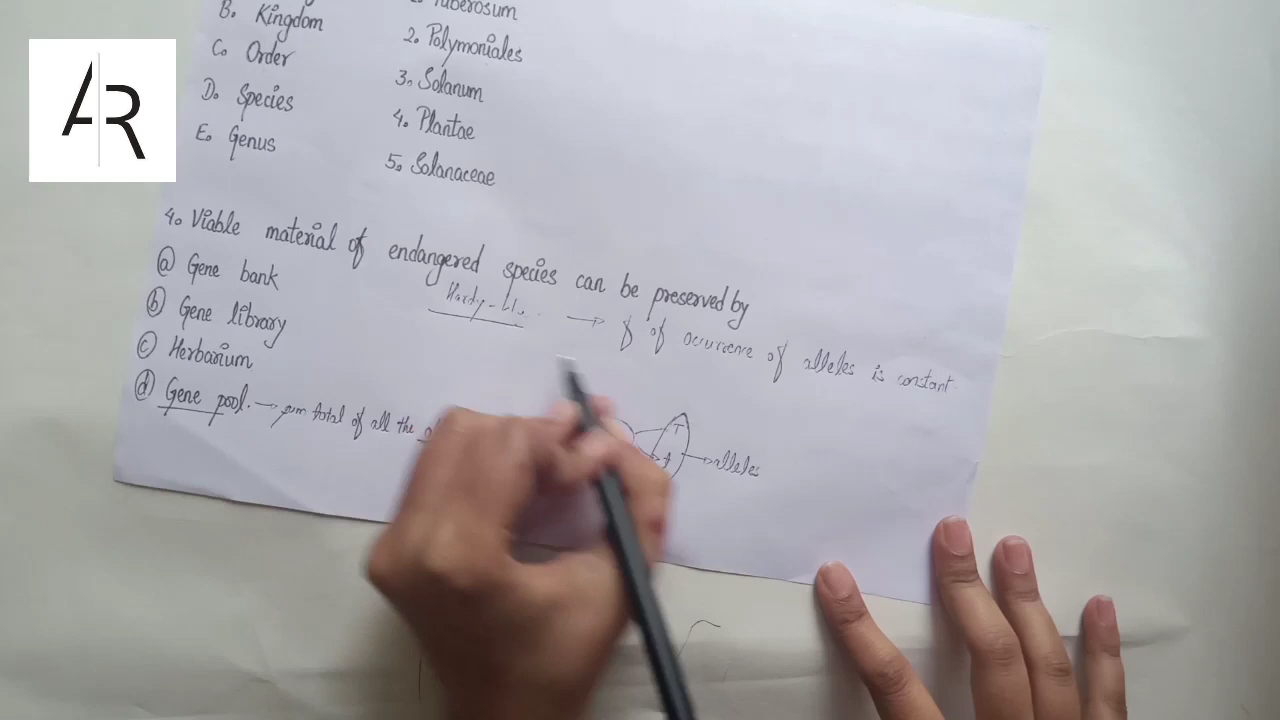 AR
B. Kingdom
C. Order
D. Species
E. Genus
Tuberosum
2. Polymoniales
3. Solanum
4. Plantae
5. Solanaceae
4. Viable material of endangered species can be preserved by
ⓐ Gene bank
ⓑ Gene library
ⓒ Herbarium
ⓓ Gene pool. → sum total of all the
Hardy - W. → f of occurrence of alleles is constant
T
t → alleles